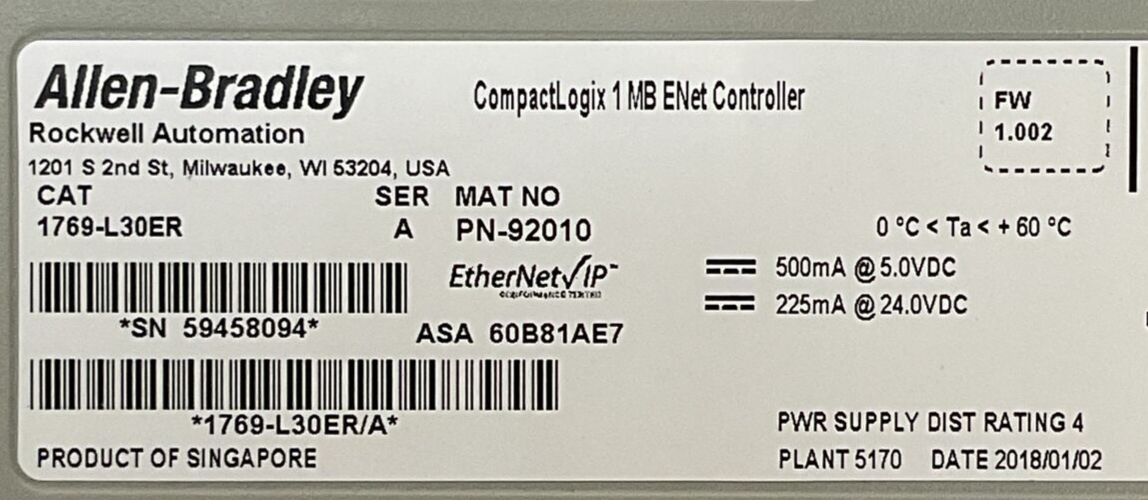 Allen-Bradley
CompactLogix 1 MB ENet Controller
FW
1.002
Rockwell Automation
1201 S 2nd St, Milwaukee, WI 53204, USA
CAT SER MAT NO
1769-L30ER A PN-92010
0 °C < Ta < + 60 °C
EtherNet/IP™
CONFORMANCE TESTED
500mA @ 5.0VDC
225mA @ 24.0VDC
*SN 59458094*
ASA 60B81AE7
*1769-L30ER/A*
PWR SUPPLY DIST RATING 4
PRODUCT OF SINGAPORE
PLANT 5170 DATE 2018/01/02